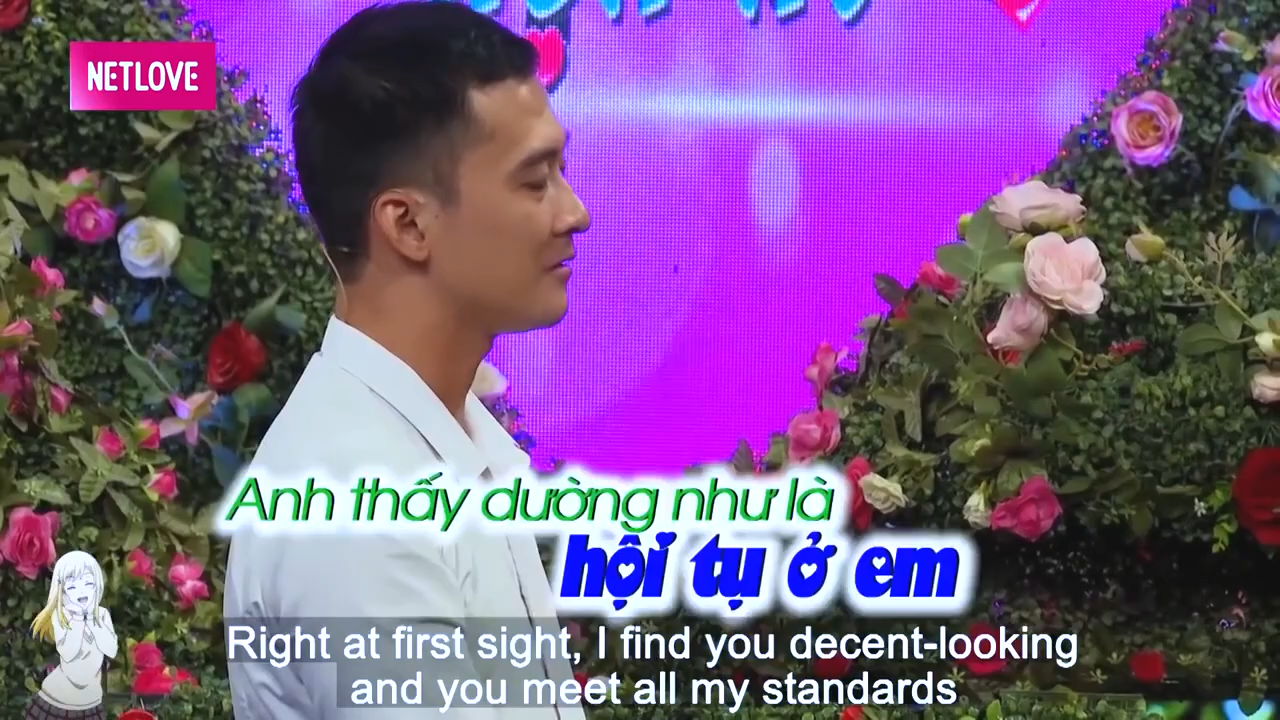 NETLOVE
Anh thấy dường như là
hội tụ ở em
Right at first sight, I find you decent-looking
and you meet all my standards